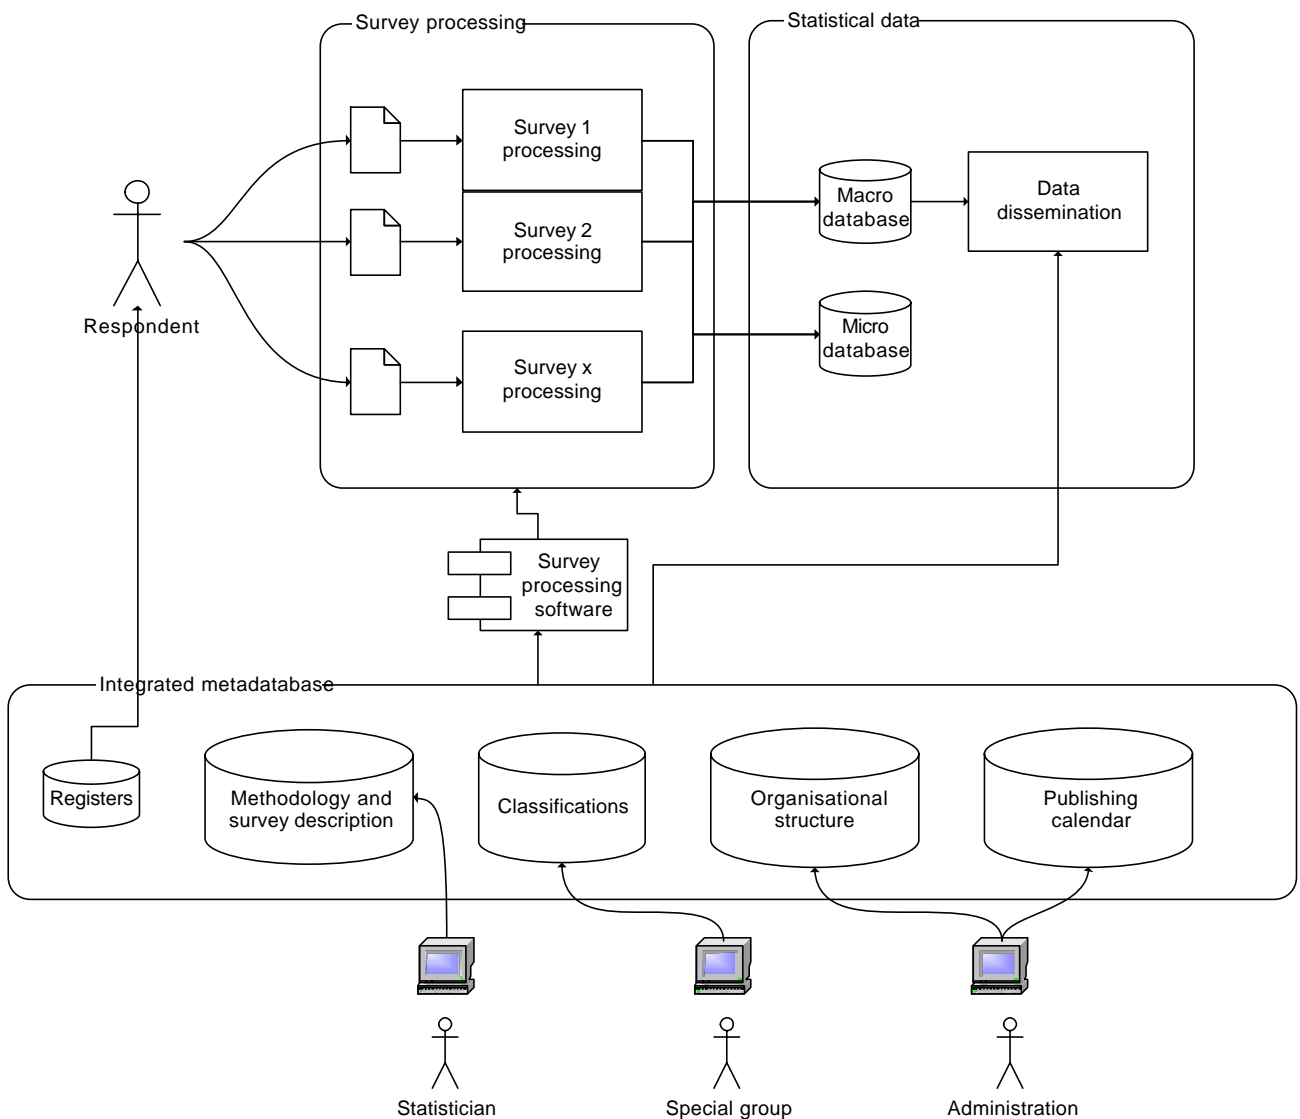 Survey processing
Statistical data
Survey 1
processing
Survey 2
processing
Survey x
processing
Macro
database
Data
dissemination
Micro
database
Respondent
Survey
processing
software
Integrated metadatabase
Registers
Methodology and
survey description
Classifications
Organisational
structure
Publishing
calendar
Statistician
Special group
Administration